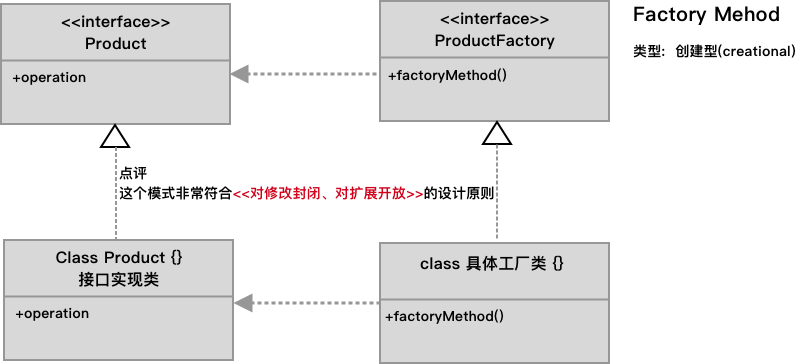 <<interface>>
Product
+operation
<<interface>>
ProductFactory
+factoryMethod()
Factory Mehod
类型: 创建型(creational)
点评
这个模式非常符合<<对修改封闭、对扩展开放>>的设计原则
Class Product {}
接口实现类
+operation
class 具体工厂类 {}
+factoryMethod()